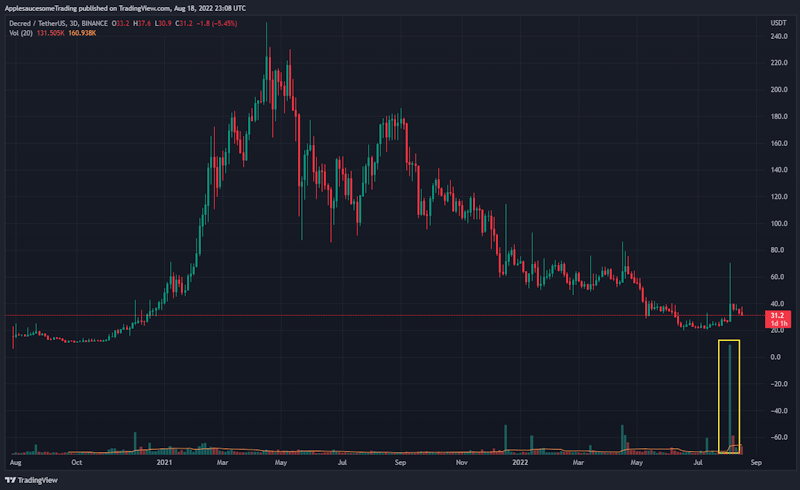 ApplesaucesomeTrading published on TradingView.com, Aug 18, 2022 23:08 UTC
Decred / TetherUS, 3D, BINANCE O33.2 H37.6 L30.9 C31.2 −1.8 (−5.45%)
Vol (20) 131.505K 160.938K
USDT
240.0
220.0
200.0
180.0
160.0
140.0
120.0
100.0
80.0
60.0
40.0
31.2
1d 1h
20.0
0.0
−20.0
−40.0
−60.0
Aug Oct 2021 Mar May Jul Sep Nov 2022 Mar May Jul Sep
TradingView